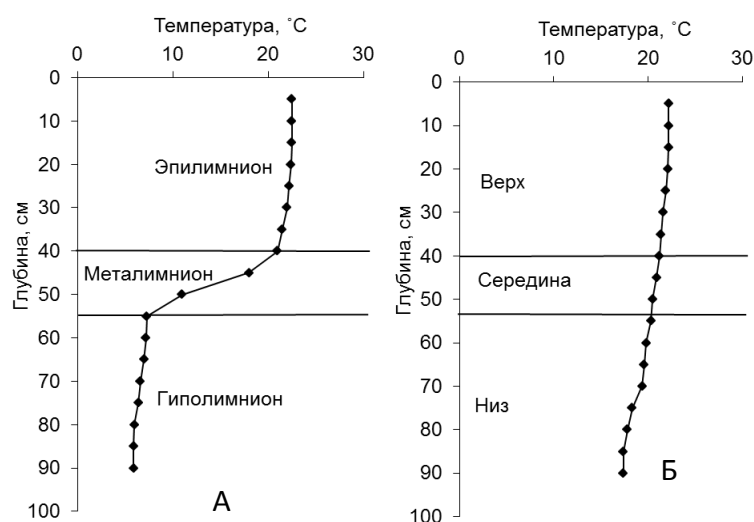 Температура, ˚C
0 10 20 30
0
10
20
30
40
50
60
70
80
90
100
Глубина, см
Эпилимнион
Металимнион
Гиполимнион
А
Температура, ˚C
0 10 20 30
0
10
20
30
40
50
60
70
80
90
100
Глубина, см
Верх
Середина
Низ
Б